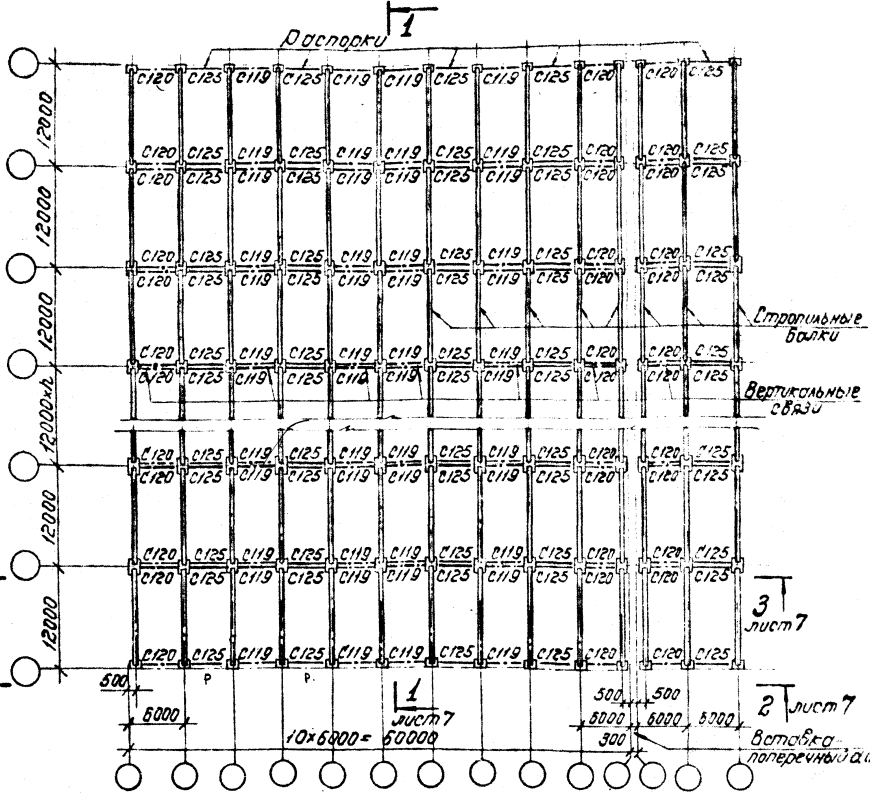 1
Распорки
С120 С125 С119 С125 С119 С119 С125 С119 С125 С120 С120 С125
12000
С120 С125 С119 С125 С119 С119 С125 С119 С125 С120 С120 С125
С120 С125 С119 С125 С119 С119 С125 С119 С125 С120 С120 С125
12000
С120 С125 С119 С125 С119 С119 С125 С119 С125 С120 С120 С125
С120 С125 С119 С125 С119 С119 С125 С119 С125 С120 С120 С125
Стропильные
балки
12000
С120 С125 С119 С125 С119 С119 С125 С119 С125 С120 С120 С125
С120 С125 С119 С125 С119 С119 С125 С119 С125 С120 С120 С125
Вертикальные
связи
12000хh
С120 С125 С119 С125 С119 С119 С125 С119 С125 С120 С120 С125
С120 С125 С119 С125 С119 С119 С125 С119 С125 С120 С120 С125
12000
С120 С125 С119 С125 С119 С119 С125 С119 С125 С120 С120 С125
С120 С125 С119 С125 С119 С119 С125 С119 С125 С120 С120 С125
3
лист 7
12000
С120 С125 С119 С125 С119 С119 С125 С119 С125 С120 С120 С125
Р Р
500
1
лист 7
500 500
2 лист 7
6000 6000 6000 6000
10×6000= 60000
300
Вставка
поперечный